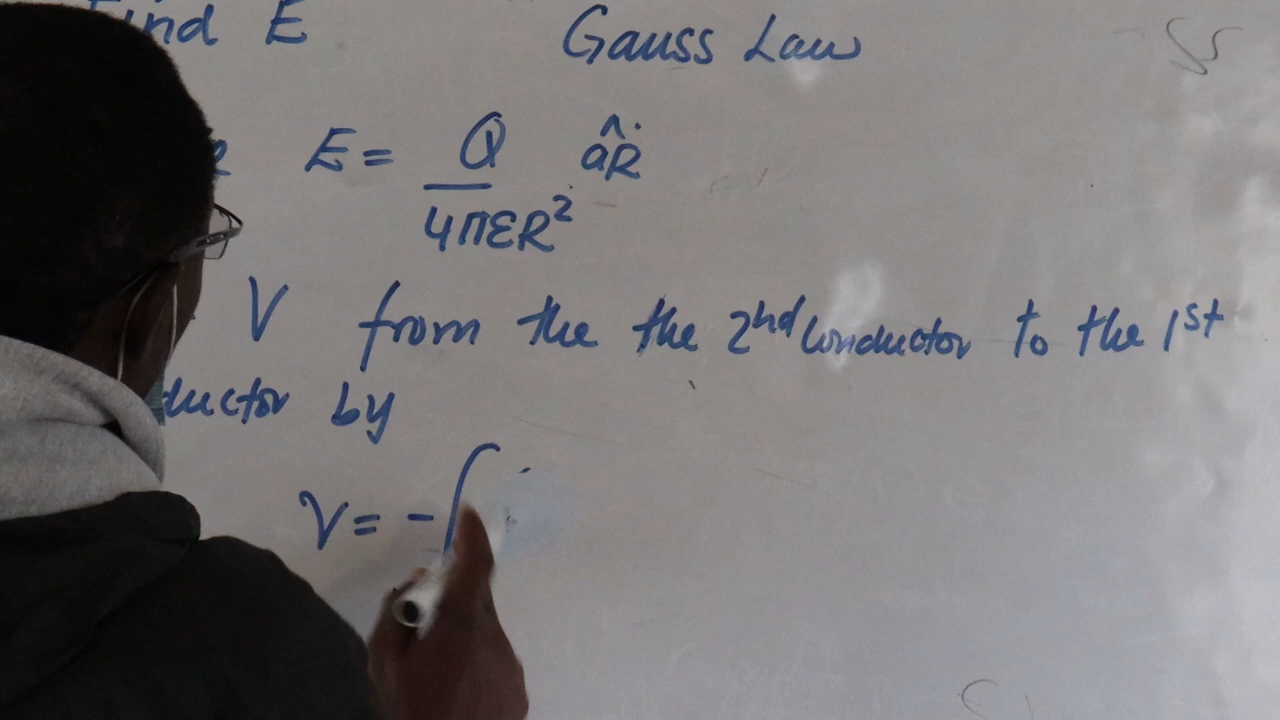 Find E Gauss Law
E = Q / 4πεR² âR
V from the the 2nd conductor to the 1st
ductor by
V = - ∫